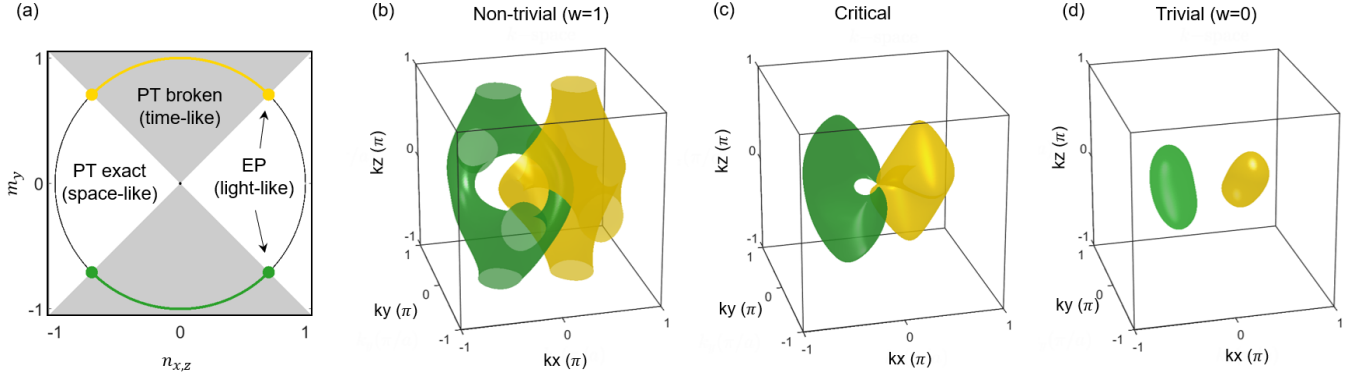 (a)
1
0
-1
m_y
PT broken
(time-like)
PT exact
(space-like)
EP
(light-like)
-1
0
1
n_{x,z}
(b)
Non-trivial (w=1)
1
0
-1
kz (π)
1
0
-1
ky (π)
-1
0
1
kx (π)
(c)
Critical
1
0
-1
kz (π)
1
0
-1
ky (π)
-1
0
1
kx (π)
(d)
Trivial (w=0)
1
0
-1
kz (π)
1
0
-1
ky (π)
-1
0
1
kx (π)